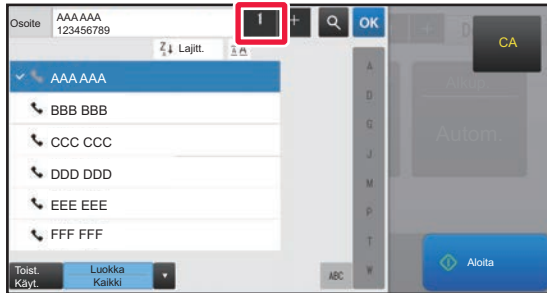 Osoite
AAA AAA
123456789
1
+
OK
Lajitt.
CA
AAA AAA
BBB BBB
CCC CCC
DDD DDD
EEE EEE
FFF FFF
A
D
G
J
M
P
T
W
ABC
Autom.
Toist.
Käyt.
Luokka
Kaikki
Aloita